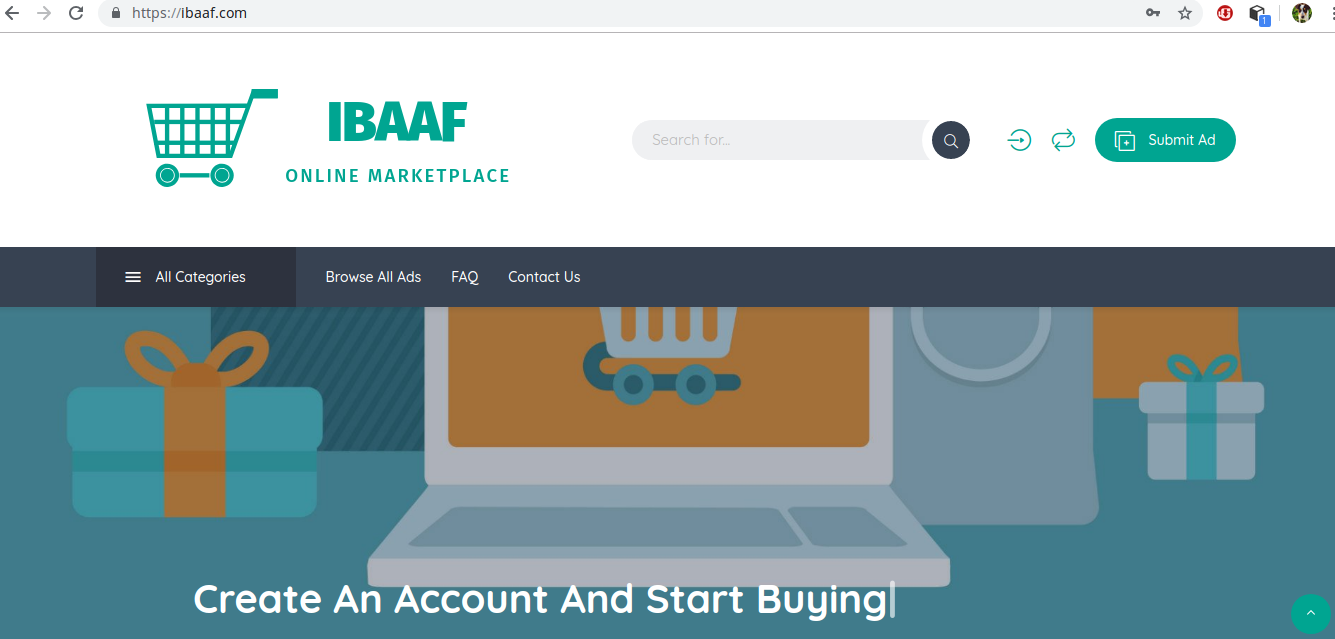 https://ibaaf.com
1
IBAAF
ONLINE MARKETPLACE
Search for...
Submit Ad
All Categories
Browse All Ads
FAQ
Contact Us
Create An Account And Start Buying